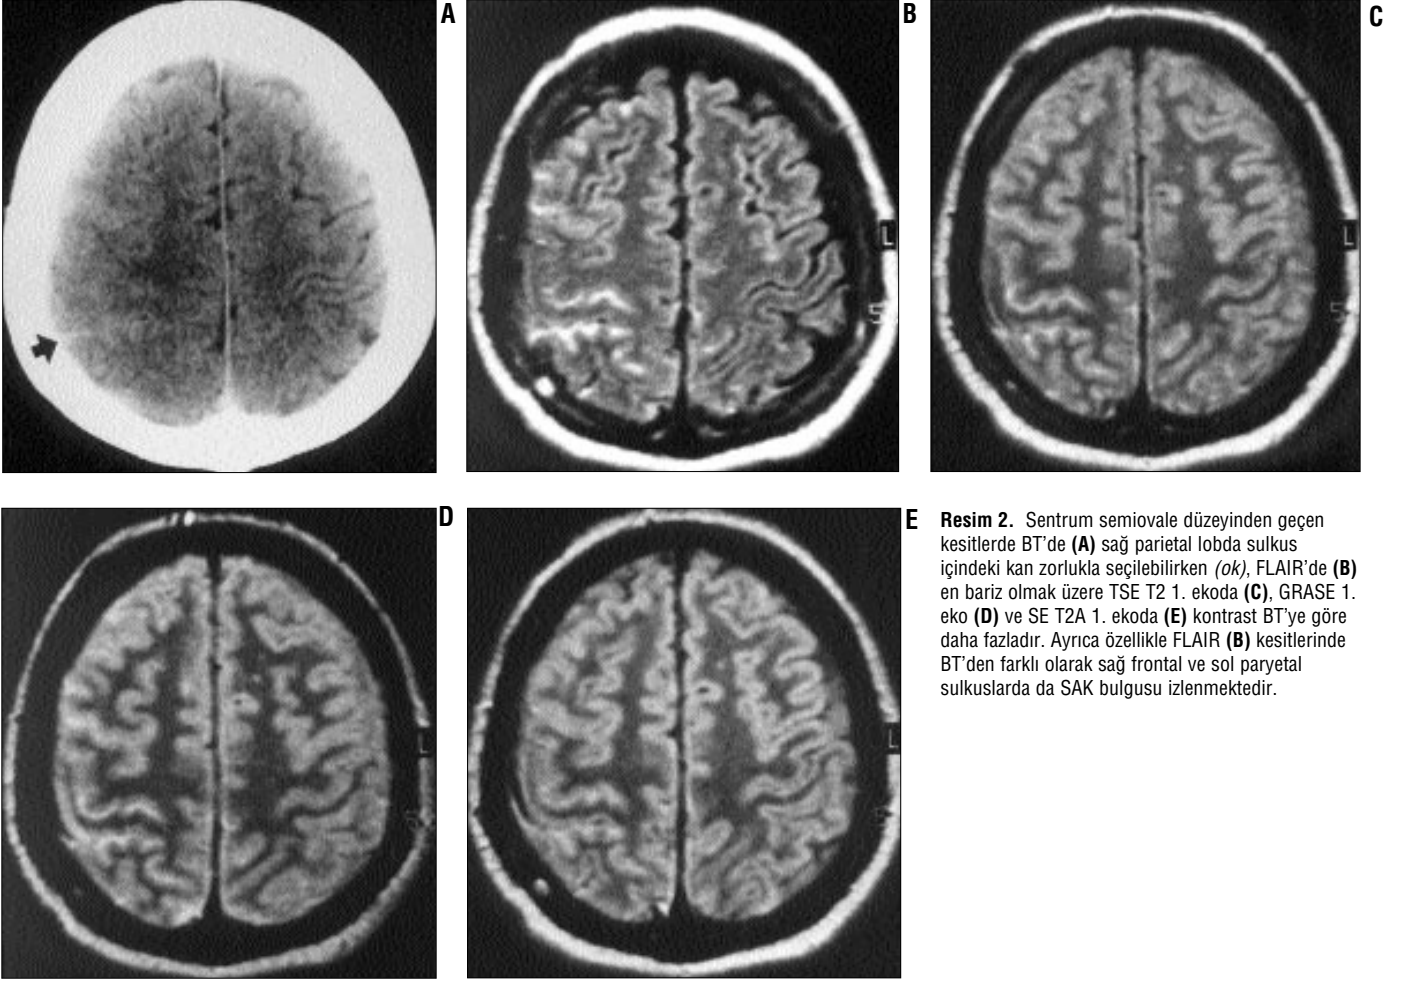 A
B
C
L
5
L
5
D
E
L
L
Resim 2. Sentrum semiovale düzeyinden geçen
kesitlerde BT'de (A) sağ parietal lobda sulkus
içindeki kan zorlukla seçilebilirken (ok), FLAIR'de (B)
en bariz olmak üzere TSE T2 1. ekoda (C), GRASE 1.
eko (D) ve SE T2A 1. ekoda (E) kontrast BT'ye göre
daha fazladır. Ayrıca özellikle FLAIR (B) kesitlerinde
BT'den farklı olarak sağ frontal ve sol paryetal
sulkuslarda da SAK bulgusu izlenmektedir.